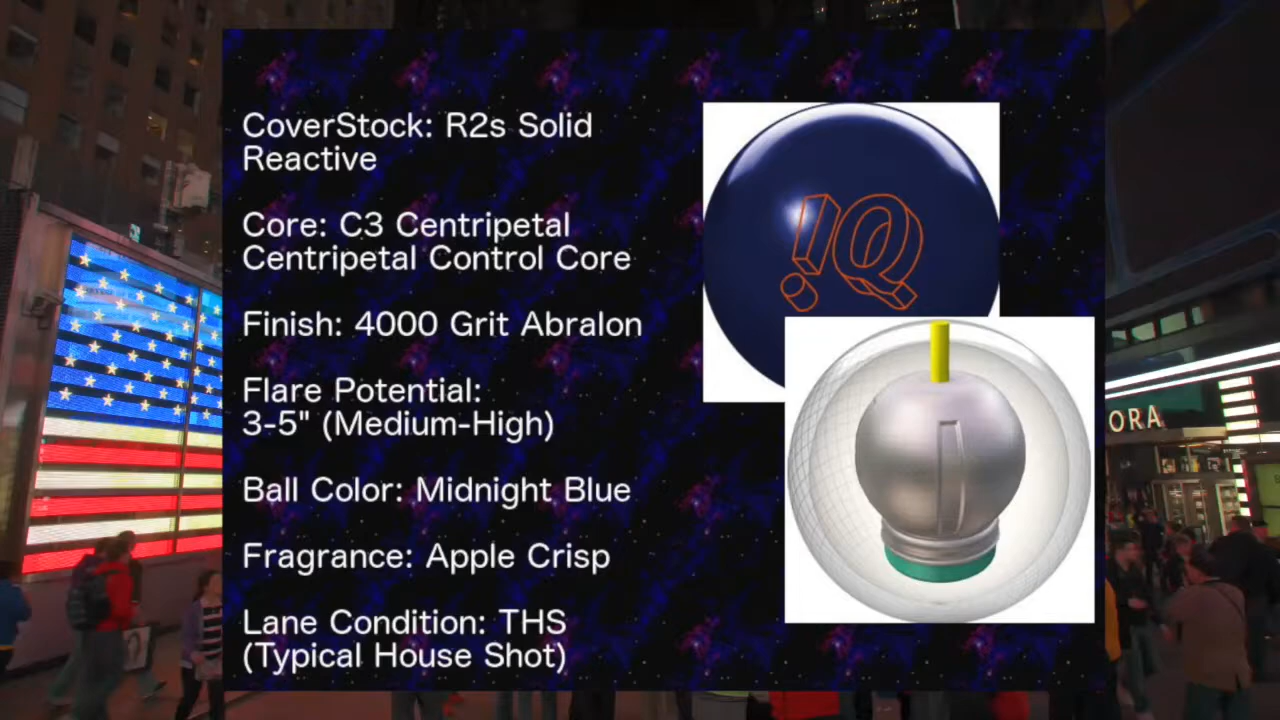 CoverStock: R2s Solid
Reactive
Core: C3 Centripetal
Centripetal Control Core
Finish: 4000 Grit Abralon
Flare Potential:
3-5" (Medium-High)
Ball Color: Midnight Blue
Fragrance: Apple Crisp
Lane Condition: THS
(Typical House Shot)
!Q
ORA